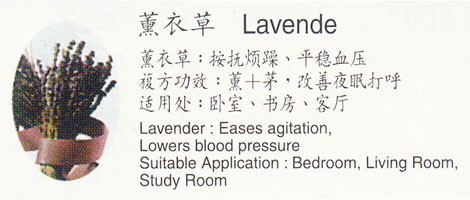 薰衣草 Lavende
薰衣草：按抚烦躁、平稳血压
複方功效：薰＋茅，改善夜眠打呼
适用处：卧室、书房、客厅
Lavender : Eases agitation,
Lowers blood pressure
Suitable Application : Bedroom, Living Room,
Study Room